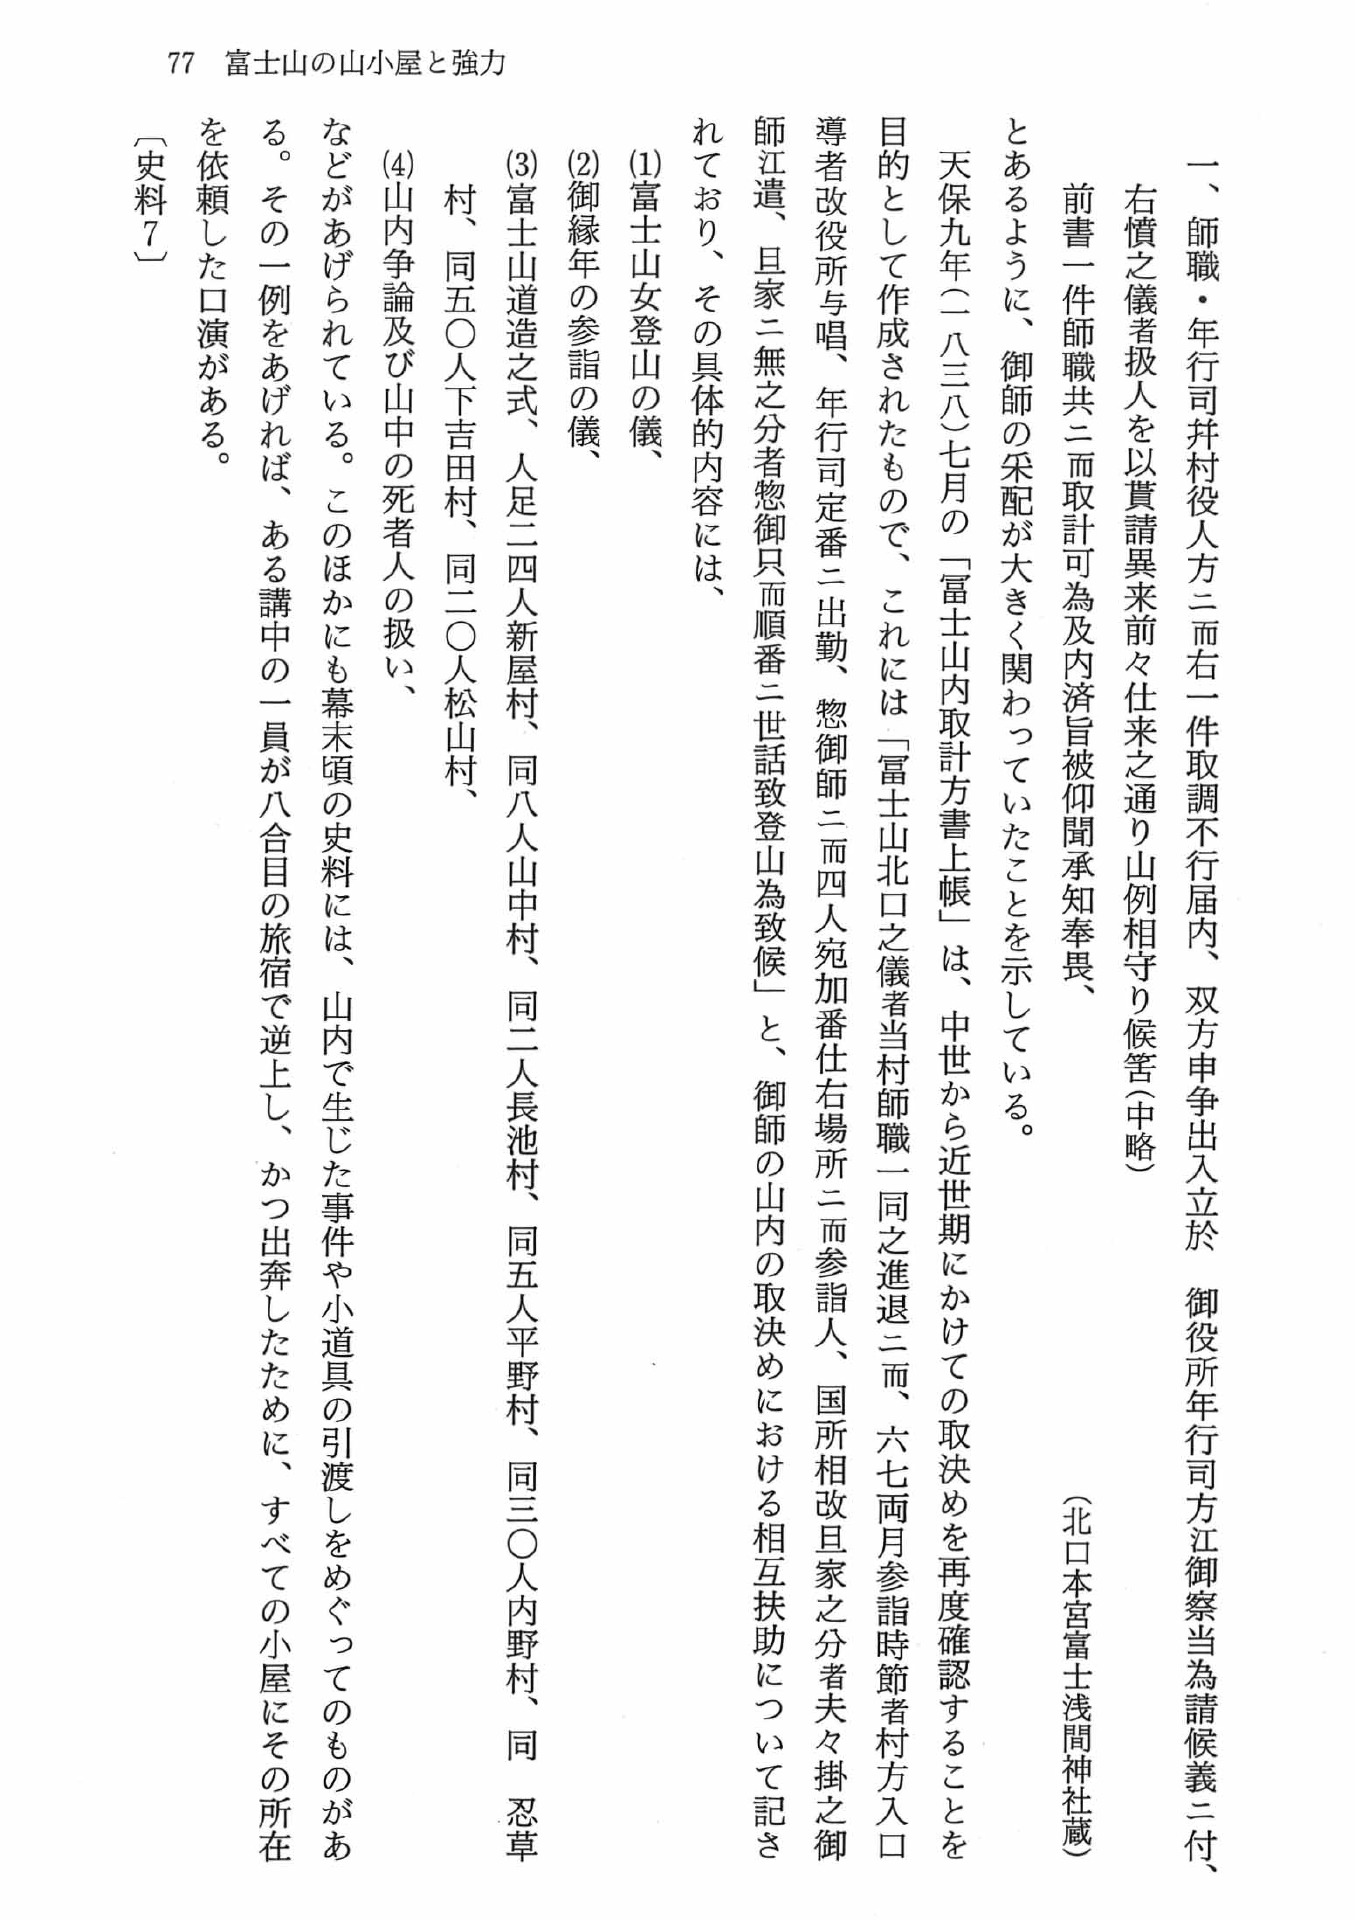 77　富士山の山小屋と強力
一、師職・年行司幷村役人方ニ而右一件取調不行届内、双方申争出入立於　御役所年行司方江御察当為請候義ニ付、
右憤之儀者扱人を以貰請異来前々仕来之通り山例相守り候筈(中略)
前書一件師職共ニ而取計可為及内済旨被仰聞承知奉畏、
(北口本宮富士浅間神社蔵)
とあるように、御師の采配が大きく関わっていたことを示している。
天保九年(一八三八)七月の「冨士山内取計方書上帳」は、中世から近世期にかけての取決めを再度確認することを
目的として作成されたもので、これには「冨士山北口之儀者当村師職一同之進退ニ而、六七両月参詣時節者村方入口
導者改役所与唱、年行司定番ニ出勤、惣御師ニ而四人宛加番仕右場所ニ而参詣人、国所相改旦家之分者夫々掛之御
師江遣、旦家ニ無之分者惣御只而順番ニ世話致登山為致候」と、御師の山内の取決めにおける相互扶助について記さ
れており、その具体的内容には、
(1)富士山女登山の儀、
(2)御縁年の参詣の儀、
(3)富士山道造之式、人足二四人新屋村、同八人山中村、同二人長池村、同五人平野村、同三〇人内野村、同　忍草
村、同五〇人下吉田村、同二〇人松山村、
(4)山内争論及び山中の死者人の扱い、
などがあげられている。このほかにも幕末頃の史料には、山内で生じた事件や小道具の引渡しをめぐってのものがあ
る。その一例をあげれば、ある講中の一員が八合目の旅宿で逆上し、かつ出奔したために、すべての小屋にその所在
を依頼した口演がある。
〔史料7〕